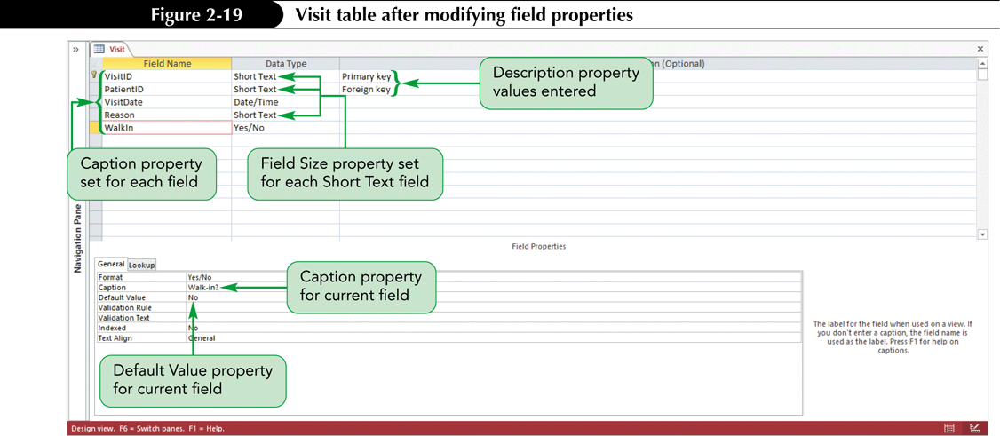 Figure 2-19 Visit table after modifying field properties
Visit
Field Name Data Type on (Optional)
VisitID Short Text Primary key
PatientID Short Text Foreign key
VisitDate Date/Time
Reason Short Text
WalkIn Yes/No
Description property
values entered
Caption property
set for each field
Field Size property set
for each Short Text field
Navigation Pane
Field Properties
General Lookup
Format Yes/No
Caption Walk-in?
Default Value No
Validation Rule
Validation Text
Indexed No
Text Align General
Caption property
for current field
Default Value property
for current field
The label for the field when used on a view. If
you don't enter a caption, the field name is
used as the label. Press F1 for help on
captions.
Design view. F6 = Switch panes. F1 = Help.